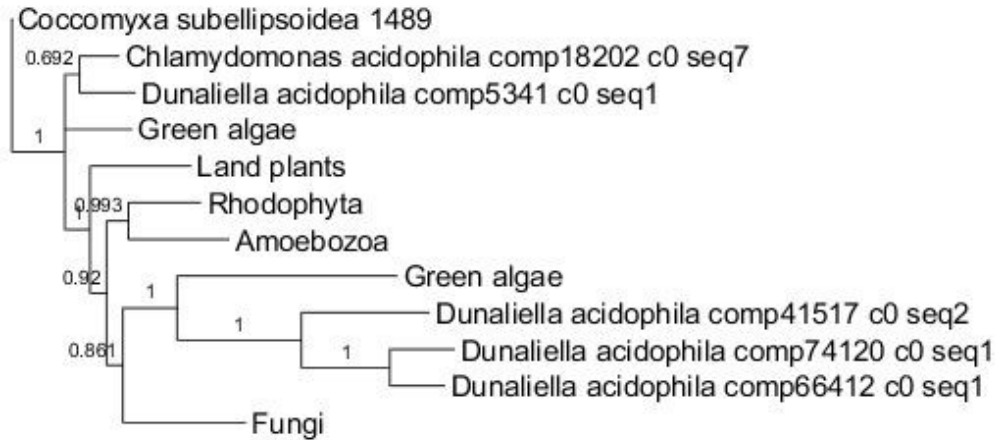 Coccomyxa subellipsoidea 1489
0.692
Chlamydomonas acidophila comp18202 c0 seq7
Dunaliella acidophila comp5341 c0 seq1
Green algae
1
Land plants
1
0.993
Rhodophyta
Amoebozoa
0.92
Green algae
1
Dunaliella acidophila comp41517 c0 seq2
1
0.861
1
Dunaliella acidophila comp74120 c0 seq1
Dunaliella acidophila comp66412 c0 seq1
Fungi